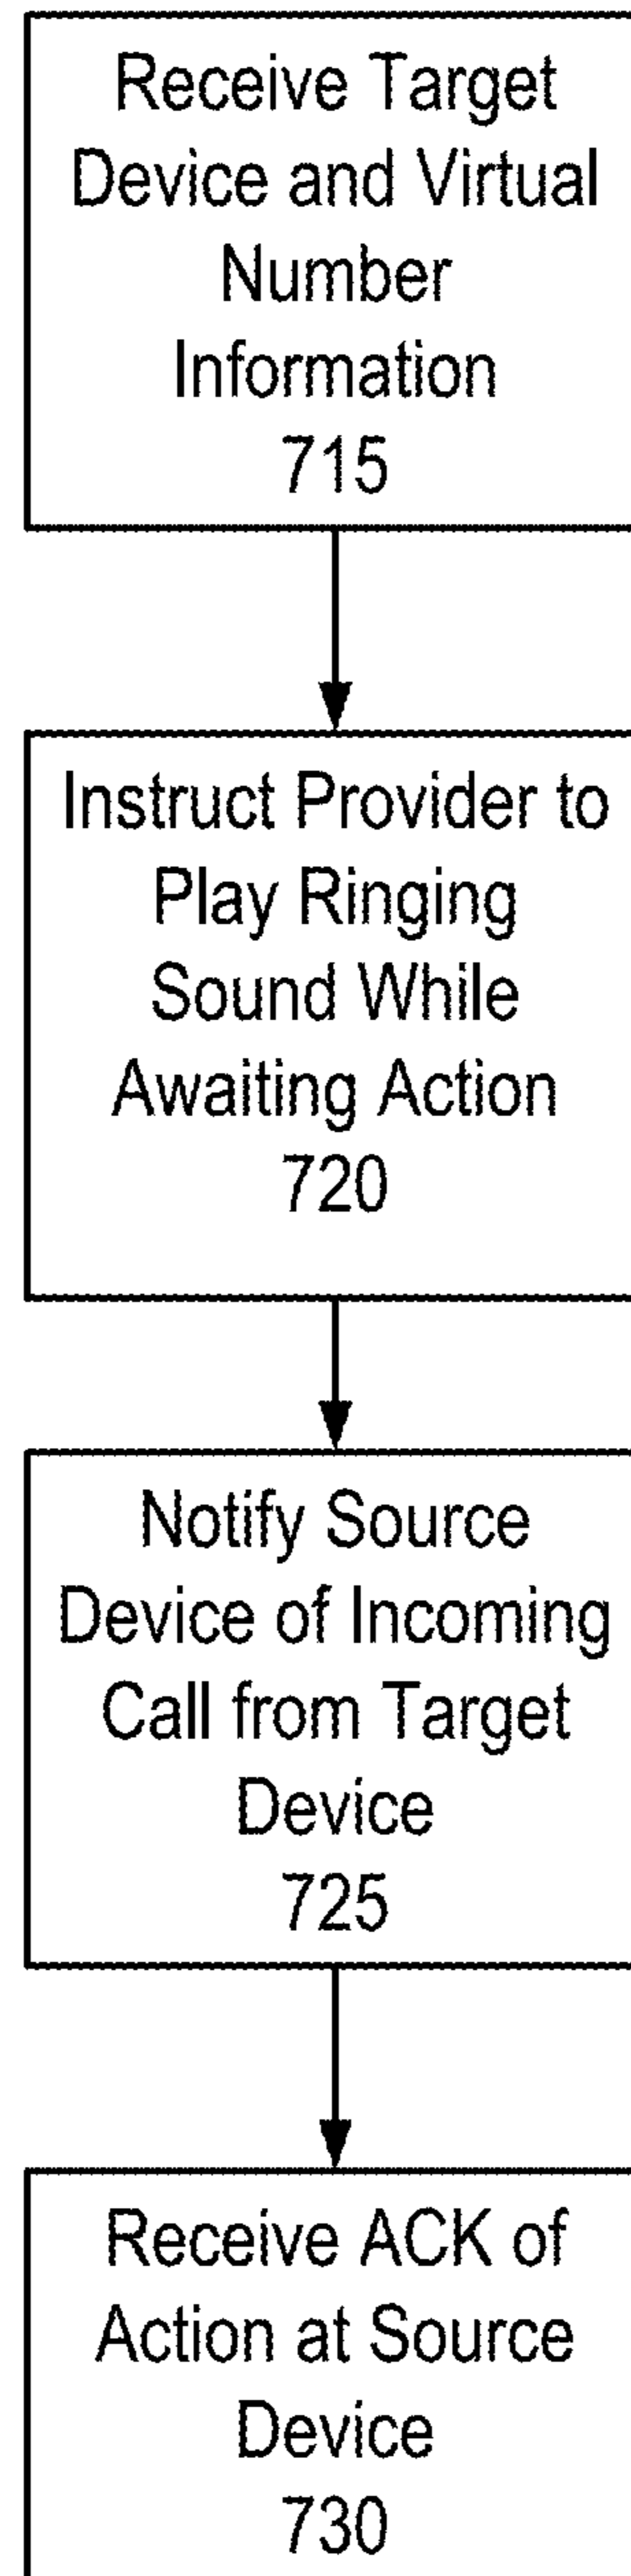 Receive Target
Device and Virtual
Number
Information
715
Instruct Provider to
Play Ringing
Sound While
Awaiting Action
720
Notify Source
Device of Incoming
Call from Target
Device
725
Receive ACK of
Action at Source
Device
730